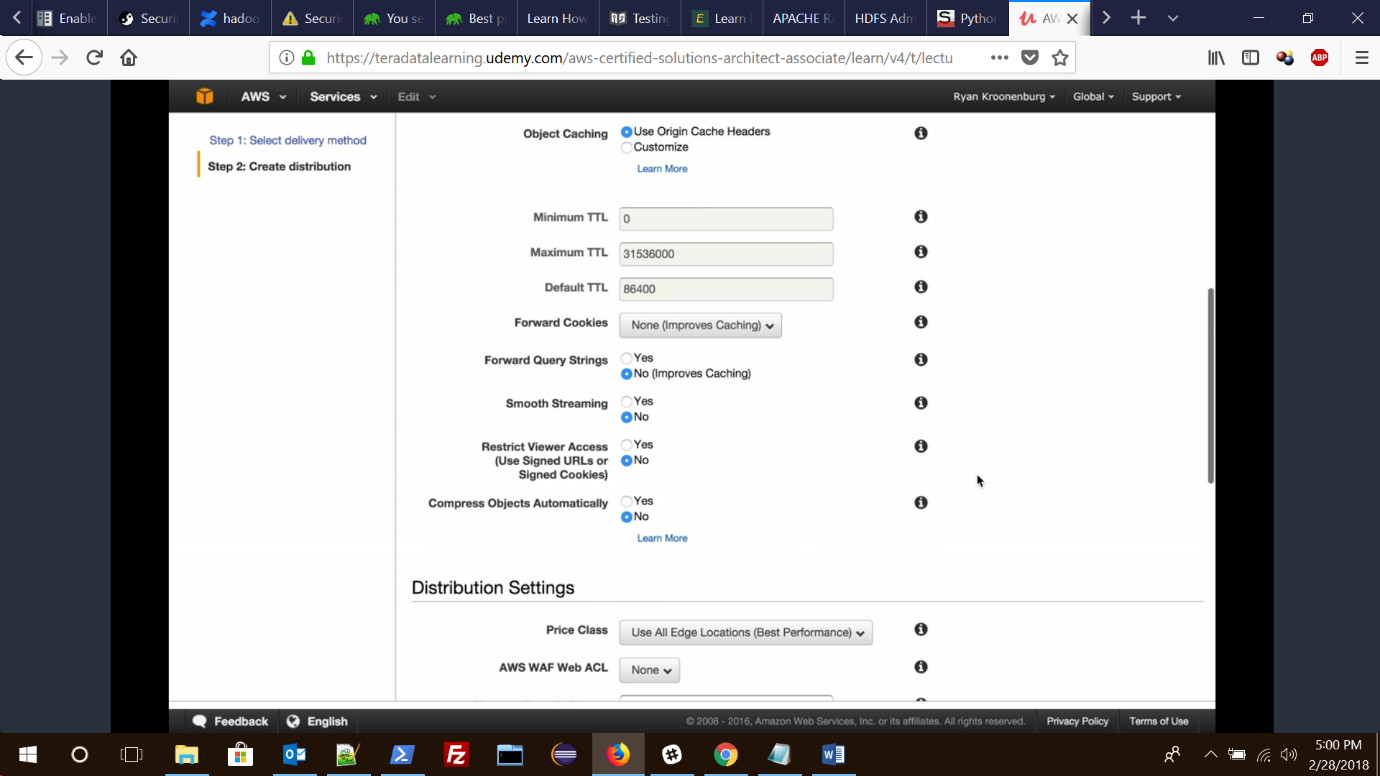 Enable
Securi
hadoo
Securi
You se
Best p
Learn How
Testing
E Learn
APACHE RA
HDFS Adm
S Pythor
AW
https://teradatalearning.udemy.com/aws-certified-solutions-architect-associate/learn/v4/t/lectu
ABP
AWS Services Edit Ryan Kroonenburg Global Support
Step 1: Select delivery method
Step 2: Create distribution
Object Caching Use Origin Cache Headers
Customize
Learn More
Minimum TTL 0
Maximum TTL 31536000
Default TTL 86400
Forward Cookies None (Improves Caching)
Forward Query Strings Yes
No (Improves Caching)
Smooth Streaming Yes
No
Restrict Viewer Access Yes
(Use Signed URLs or No
Signed Cookies)
Compress Objects Automatically Yes
No
Learn More
Distribution Settings
Price Class Use All Edge Locations (Best Performance)
AWS WAF Web ACL None
Feedback English © 2008 - 2016, Amazon Web Services, Inc. or its affiliates. All rights reserved. Privacy Policy Terms of Use
5:00 PM
2/28/2018